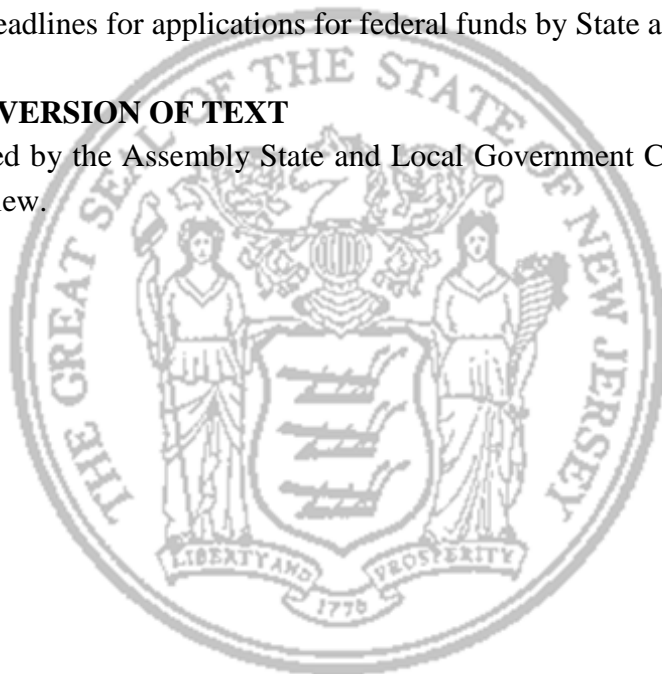 eadlines for applications for federal funds by State a
VERSION OF TEXT
ed by the Assembly State and Local Government C
iew.
THE GREAT SEAL OF THE STATE OF NEW JERSEY
LIBERTY AND PROSPERITY
1776